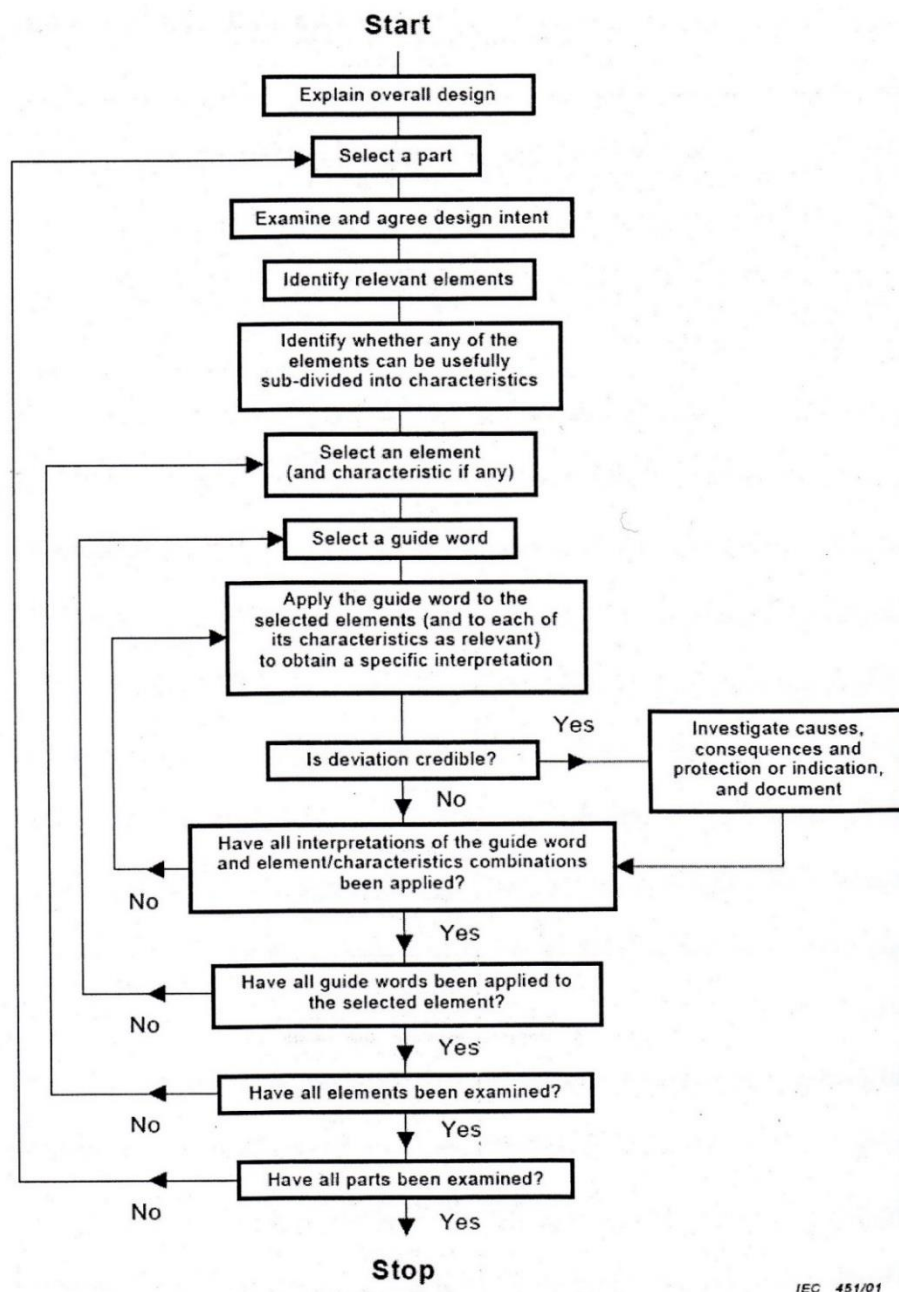 Start
Explain overall design
Select a part
Examine and agree design intent
Identify relevant elements
Identify whether any of the
elements can be usefully
sub-divided into characteristics
Select an element
(and characteristic if any)
Select a guide word
Apply the guide word to the
selected elements (and to each of
its characteristics as relevant)
to obtain a specific interpretation
Is deviation credible?
Yes
Investigate causes,
consequences and
protection or indication,
and document
No
Have all interpretations of the guide word
and element/characteristics combinations
been applied?
No
Yes
Have all guide words been applied to
the selected element?
No
Yes
Have all elements been examined?
No
Yes
Have all parts been examined?
No
Yes
Stop
IEC 451/01